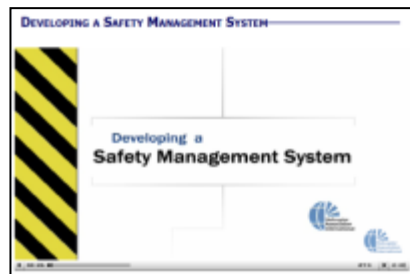 DEVELOPING A SAFETY MANAGEMENT SYSTEM
Developing a
Safety Management System